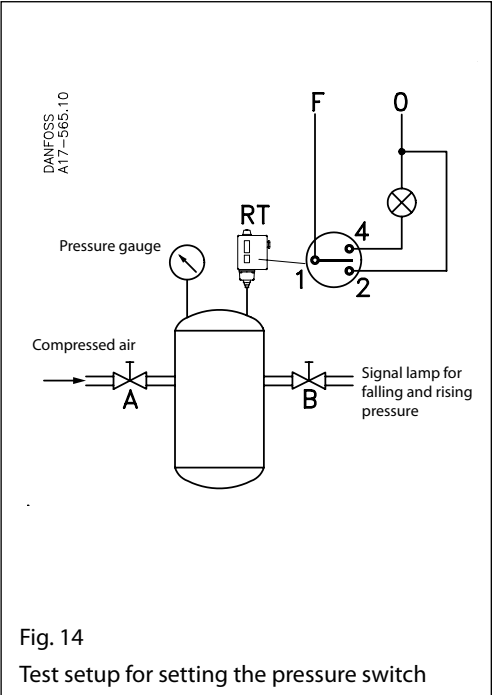 DANFOSS
A17-565.10
F
0
RT
4
1
2
Pressure gauge
Compressed air
A
B
Signal lamp for
falling and rising
pressure
Fig. 14
Test setup for setting the pressure switch